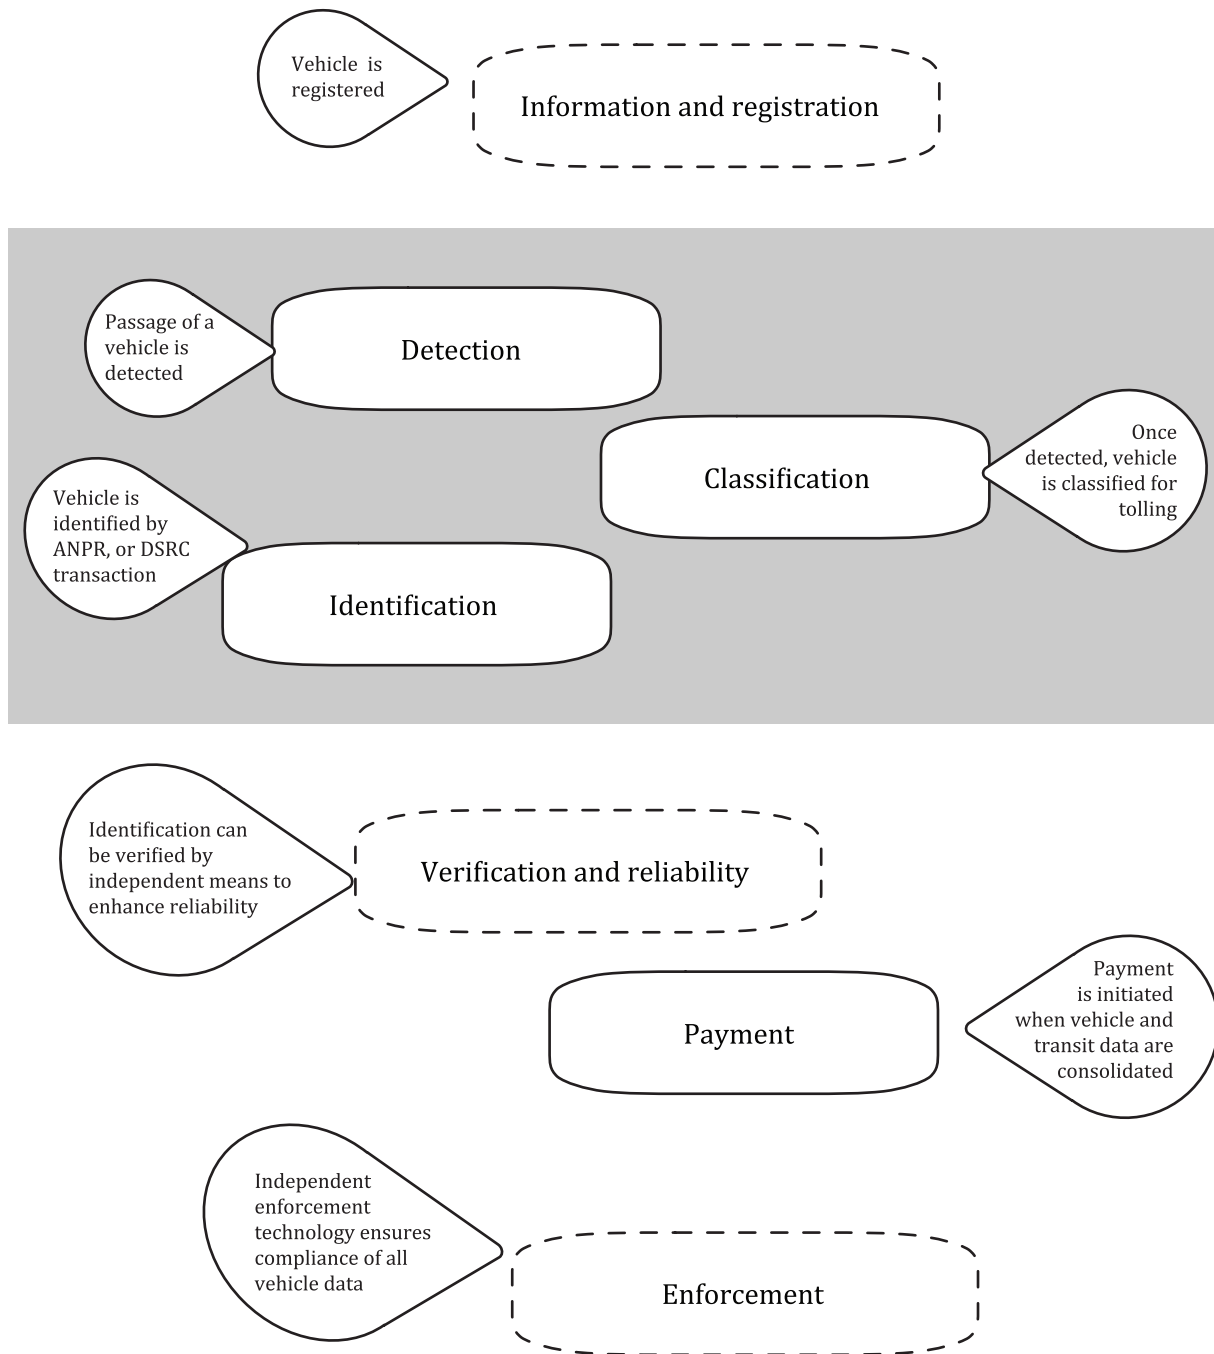 Vehicle is
registered
Information and registration
Passage of a
vehicle is
detected
Detection
Once
detected, vehicle
is classified for
tolling
Classification
Vehicle is
identified by
ANPR, or DSRC
transaction
Identification
Identification can
be verified by
independent means to
enhance reliability
Verification and reliability
Payment
is initiated
when vehicle and
transit data are
consolidated
Payment
Independent
enforcement
technology ensures
compliance of all
vehicle data
Enforcement